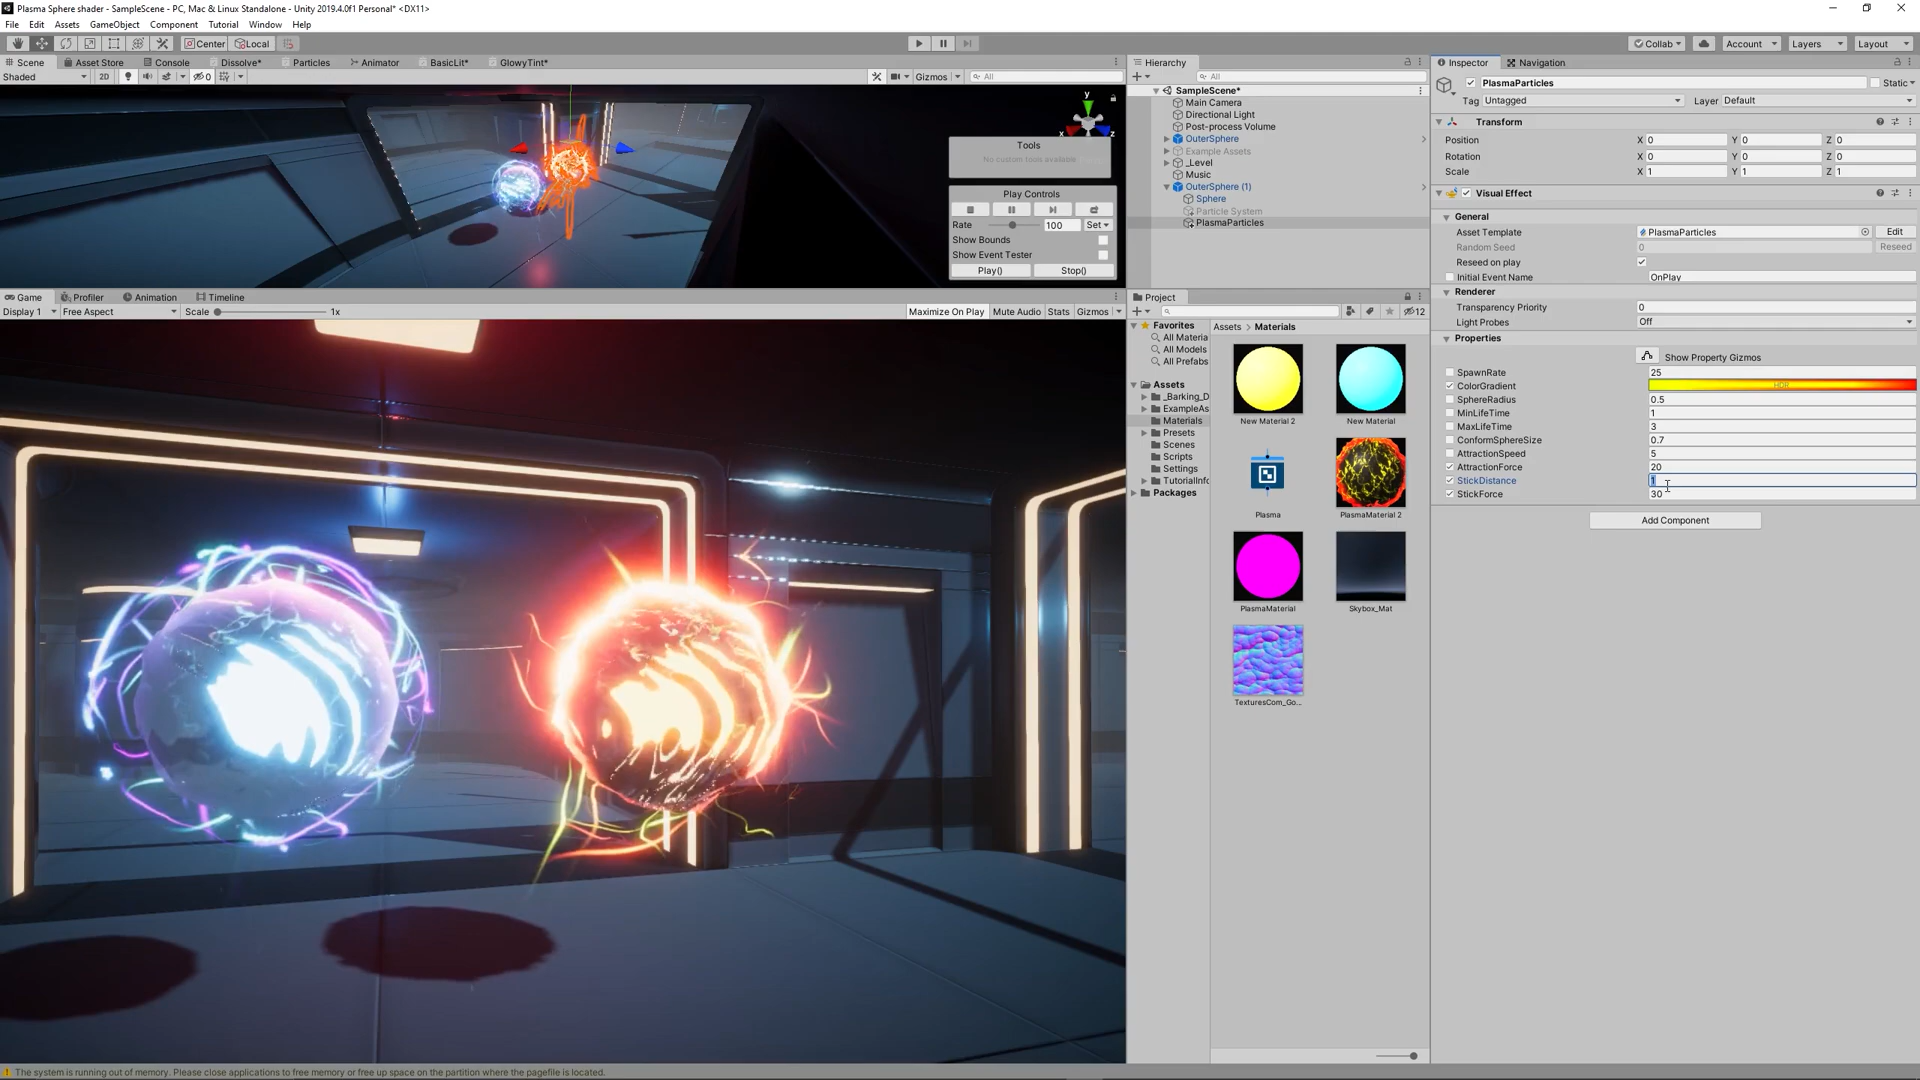 Plasma Sphere shader - SampleScene - PC, Mac & Linux Standalone - Unity 2019.4.0f1 Personal* <DX11>
File Edit Assets GameObject Component Tutorial Window Help
Center Local
Collab Account Layers Layout
Scene Asset Store Console Dissolve* Particles Animator BasicLit* GlowyTint*
Shaded 2D 0 Gizmos All
y
x
z
Tools
No custom tools available
Play Controls
Rate 100 Set
Show Bounds
Show Event Tester
Play() Stop()
Hierarchy
All
SampleScene*
Main Camera
Directional Light
Post-process Volume
OuterSphere
Example Assets
_Level
Music
OuterSphere (1)
Sphere
Particle System
PlasmaParticles
Game Profiler Animation Timeline
Display 1 Free Aspect Scale 1x Maximize On Play Mute Audio Stats Gizmos
Project
12
Favorites
All Materia
All Models
All Prefabs
Assets
_Barking_D
ExampleAs
Materials
Presets
Scenes
Scripts
Settings
TutorialInfo
Packages
Assets > Materials
New Material 2
New Material
Plasma
PlasmaMaterial 2
PlasmaMaterial
Skybox_Mat
TexturesCom_Go...
Inspector Navigation
PlasmaParticles Static
Tag Untagged Layer Default
Transform
Position X 0 Y 0 Z 0
Rotation X 0 Y 0 Z 0
Scale X 1 Y 1 Z 1
Visual Effect
General
Asset Template PlasmaParticles Edit
Random Seed 0 Reseed
Reseed on play
Initial Event Name OnPlay
Renderer
Transparency Priority 0
Light Probes Off
Properties
Show Property Gizmos
SpawnRate 25
ColorGradient HDR
SphereRadius 0.5
MinLifeTime 1
MaxLifeTime 3
ConformSphereSize 0.7
AttractionSpeed 5
AttractionForce 20
StickDistance 1
StickForce 30
Add Component
The system is running out of memory. Please close applications to free memory or free up space on the partition where the pagefile is located.